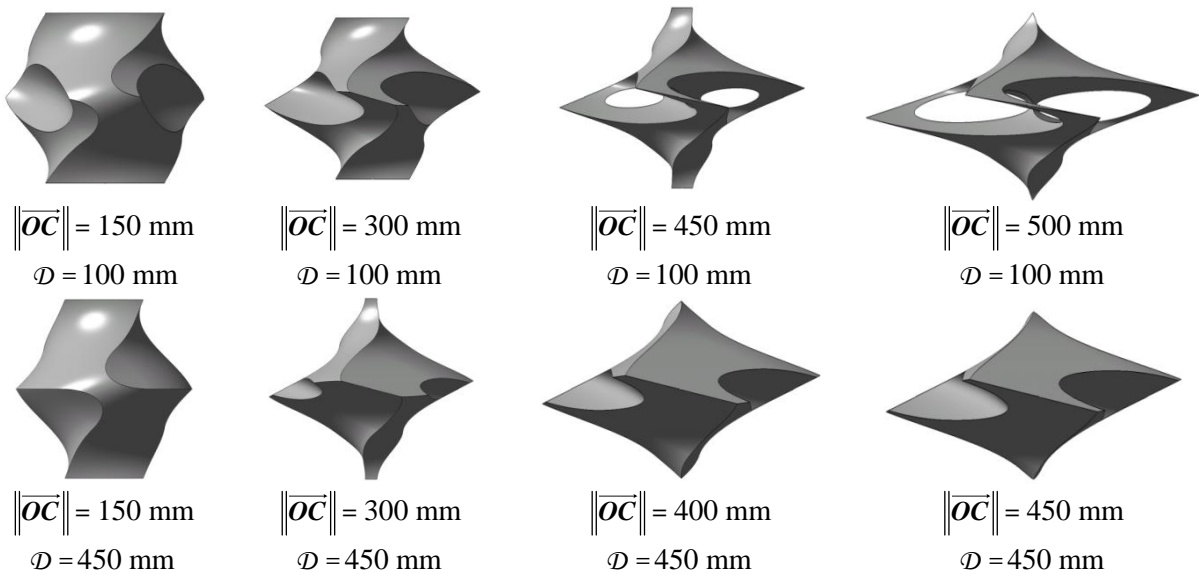 ‖OC‖ = 150 mm ‖OC‖ = 300 mm ‖OC‖ = 450 mm ‖OC‖ = 500 mm
𝒟 = 100 mm 𝒟 = 100 mm 𝒟 = 100 mm 𝒟 = 100 mm
‖OC‖ = 150 mm ‖OC‖ = 300 mm ‖OC‖ = 400 mm ‖OC‖ = 450 mm
𝒟 = 450 mm 𝒟 = 450 mm 𝒟 = 450 mm 𝒟 = 450 mm